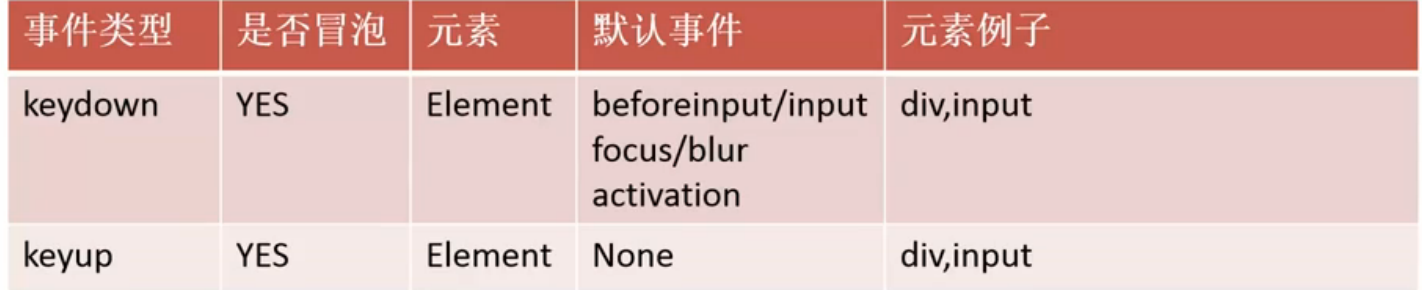 事件类型 是否冒泡 元素 默认事件 元素例子
keydown YES Element beforeinput/input div,input
focus/blur
activation
keyup YES Element None div,input